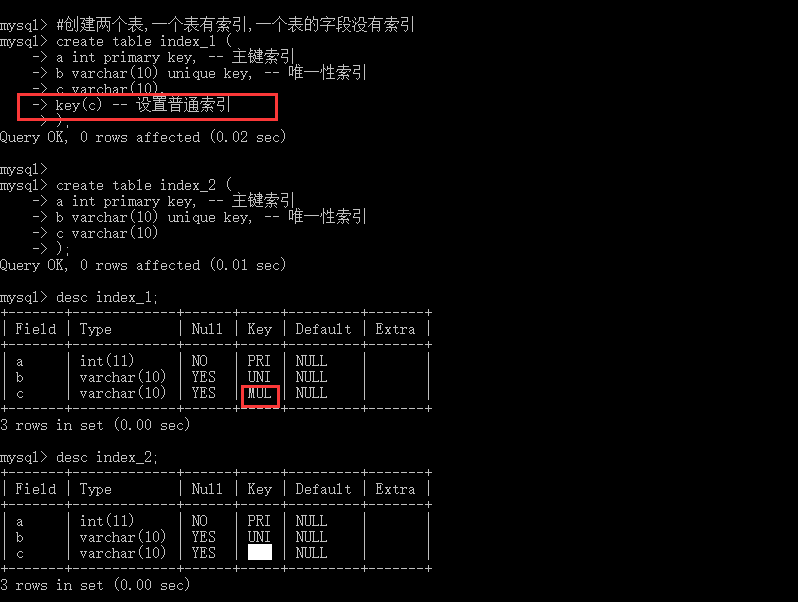 mysql> #创建两个表,一个表有索引,一个表的字段没有索引
mysql> create table index_1 (
    -> a int primary key, -- 主键索引
    -> b varchar(10) unique key, -- 唯一性索引
    -> c varchar(10),
    -> key(c) -- 设置普通索引
    -> );
Query OK, 0 rows affected (0.02 sec)

mysql>
mysql> create table index_2 (
    -> a int primary key, -- 主键索引
    -> b varchar(10) unique key, -- 唯一性索引
    -> c varchar(10)
    -> );
Query OK, 0 rows affected (0.01 sec)

mysql> desc index_1;
+-------+-------------+------+-----+---------+-------+
| Field | Type        | Null | Key | Default | Extra |
+-------+-------------+------+-----+---------+-------+
| a     | int(11)     | NO   | PRI | NULL    |       |
| b     | varchar(10) | YES  | UNI | NULL    |       |
| c     | varchar(10) | YES  | MUL | NULL    |       |
+-------+-------------+------+-----+---------+-------+
3 rows in set (0.00 sec)

mysql> desc index_2;
+-------+-------------+------+-----+---------+-------+
| Field | Type        | Null | Key | Default | Extra |
+-------+-------------+------+-----+---------+-------+
| a     | int(11)     | NO   | PRI | NULL    |       |
| b     | varchar(10) | YES  | UNI | NULL    |       |
| c     | varchar(10) | YES  |     | NULL    |       |
+-------+-------------+------+-----+---------+-------+
3 rows in set (0.00 sec)